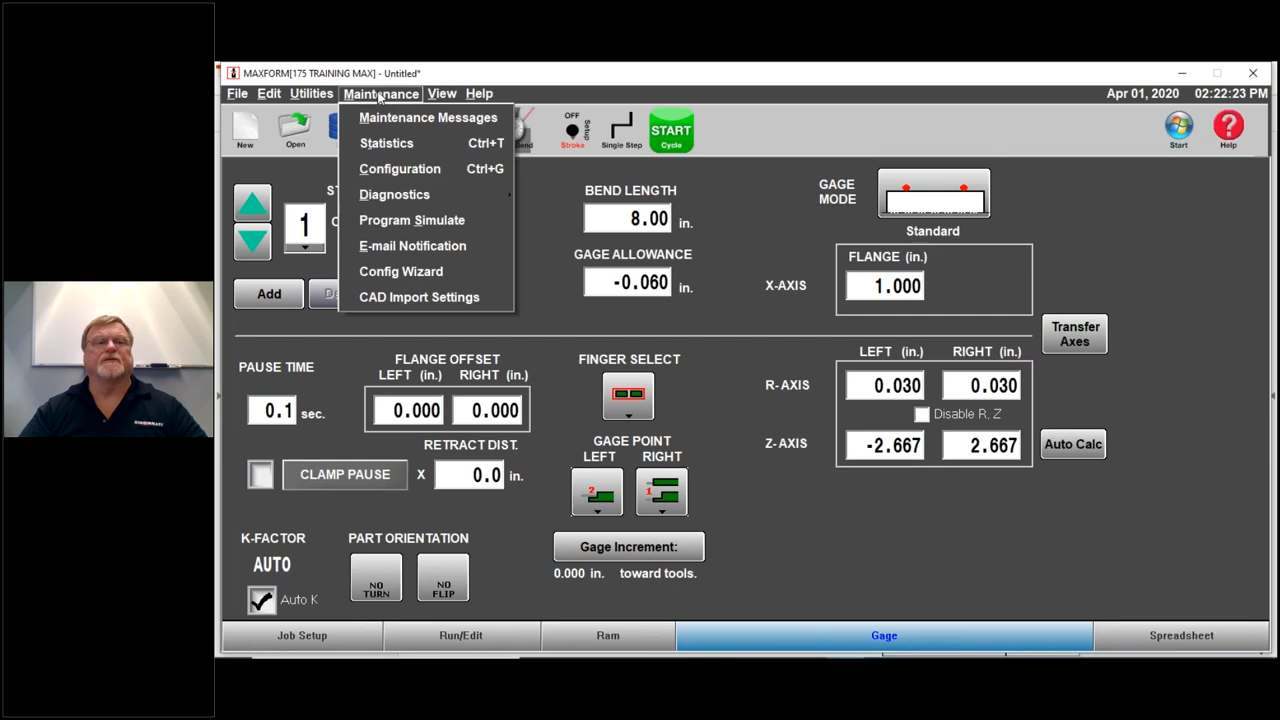 MAXFORM[175 TRAINING MAX] - Untitled*
File Edit Utilities Maintenance View Help
Apr 01, 2020 02:22:23 PM
Maintenance Messages
Statistics Ctrl+T
Configuration Ctrl+G
Diagnostics
Program Simulate
E-mail Notification
Config Wizard
CAD Import Settings
New
Open
OFF
Setup
Stroke
Single Step
START
Cycle
Start
Help
1
Add
BEND LENGTH
8.00 in.
GAGE ALLOWANCE
-0.060 in.
GAGE
MODE
Standard
FLANGE (in.)
X-AXIS 1.000
Transfer
Axes
PAUSE TIME
0.1 sec.
FLANGE OFFSET
LEFT (in.) RIGHT (in.)
0.000 0.000
RETRACT DIST.
CLAMP PAUSE X 0.0 in.
FINGER SELECT
GAGE POINT
LEFT RIGHT
2 1
LEFT (in.) RIGHT (in.)
R-AXIS 0.030 0.030
Disable R, Z
Z-AXIS -2.667 2.667
Auto Calc
K-FACTOR
AUTO
Auto K
PART ORIENTATION
NO
TURN
NO
FLIP
Gage Increment:
0.000 in. toward tools.
Job Setup Run/Edit Ram Gage Spreadsheet
CINCINNATI